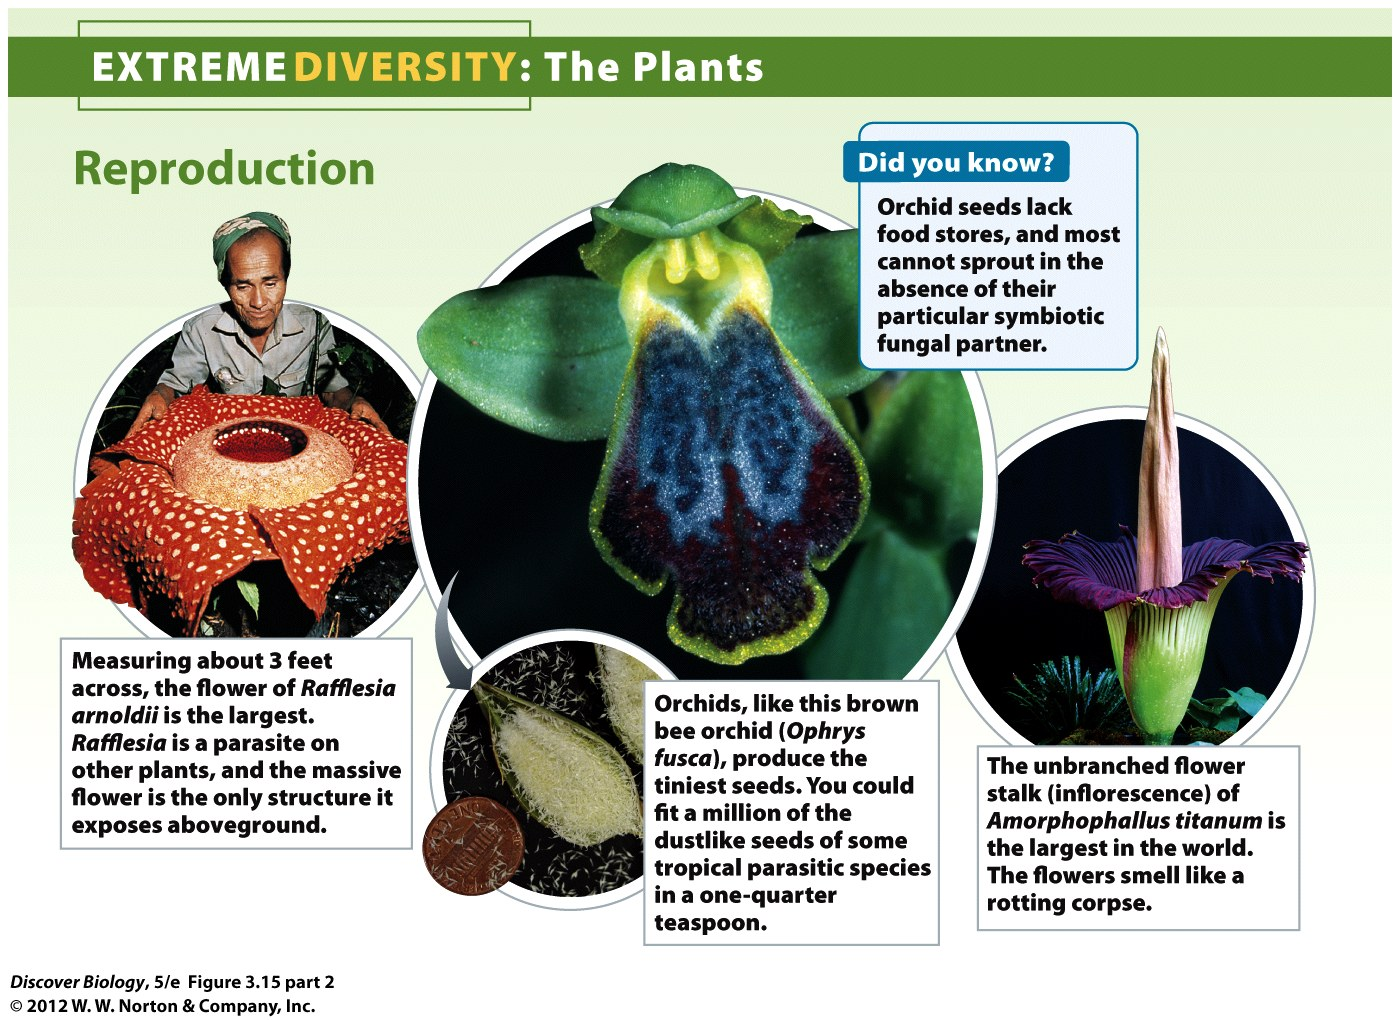 EXTREME DIVERSITY: The Plants
Reproduction
Did you know?
Orchid seeds lack
food stores, and most
cannot sprout in the
absence of their
particular symbiotic
fungal partner.
Measuring about 3 feet
across, the flower of Rafflesia
arnoldii is the largest.
Rafflesia is a parasite on
other plants, and the massive
flower is the only structure it
exposes aboveground.
Orchids, like this brown
bee orchid (Ophrys
fusca), produce the
tiniest seeds. You could
fit a million of the
dustlike seeds of some
tropical parasitic species
in a one-quarter
teaspoon.
The unbranched flower
stalk (inflorescence) of
Amorphophallus titanum is
the largest in the world.
The flowers smell like a
rotting corpse.
Discover Biology, 5/e Figure 3.15 part 2
© 2012 W. W. Norton & Company, Inc.